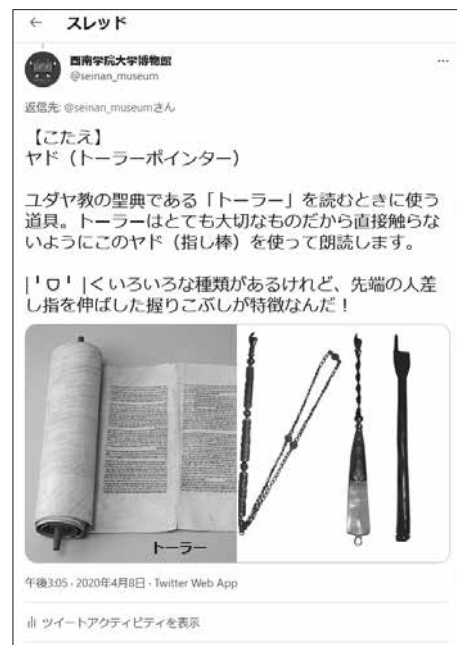 ← スレッド
西南学院大学博物館
@seinan_museum
返信先: @seinan_museumさん
【こたえ】
ヤド（トーラーポインター）
ユダヤ教の聖典である「トーラー」を読むときに使う
道具。トーラーはとても大切なものだから直接触らな
いようにこのヤド（指し棒）を使って朗読します。
|╹ロ╹|< いろいろな種類があるけれど、先端の人差
し指を伸ばした握りこぶしが特徴なんだ！
トーラー
午後3:05 · 2020年4月8日 · Twitter Web App
ツイートアクティビティを表示